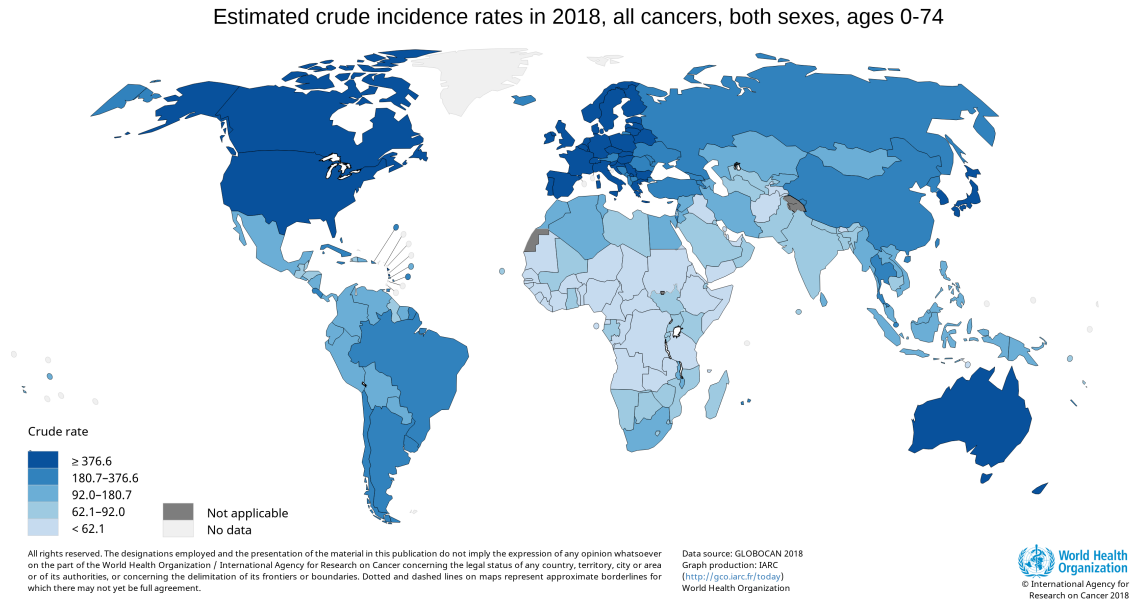 Estimated crude incidence rates in 2018, all cancers, both sexes, ages 0-74
Crude rate
≥ 376.6
180.7–376.6
92.0–180.7
62.1–92.0
< 62.1
Not applicable
No data
All rights reserved. The designations employed and the presentation of the material in this publication do not imply the expression of any opinion whatsoever
on the part of the World Health Organization / International Agency for Research on Cancer concerning the legal status of any country, territory, city or area
or of its authorities, or concerning the delimitation of its frontiers or boundaries. Dotted and dashed lines on maps represent approximate borderlines for
which there may not yet be full agreement.
Data source: GLOBOCAN 2018
Graph production: IARC
(http://gco.iarc.fr/today)
World Health Organization
World Health
Organization
© International Agency for
Research on Cancer 2018